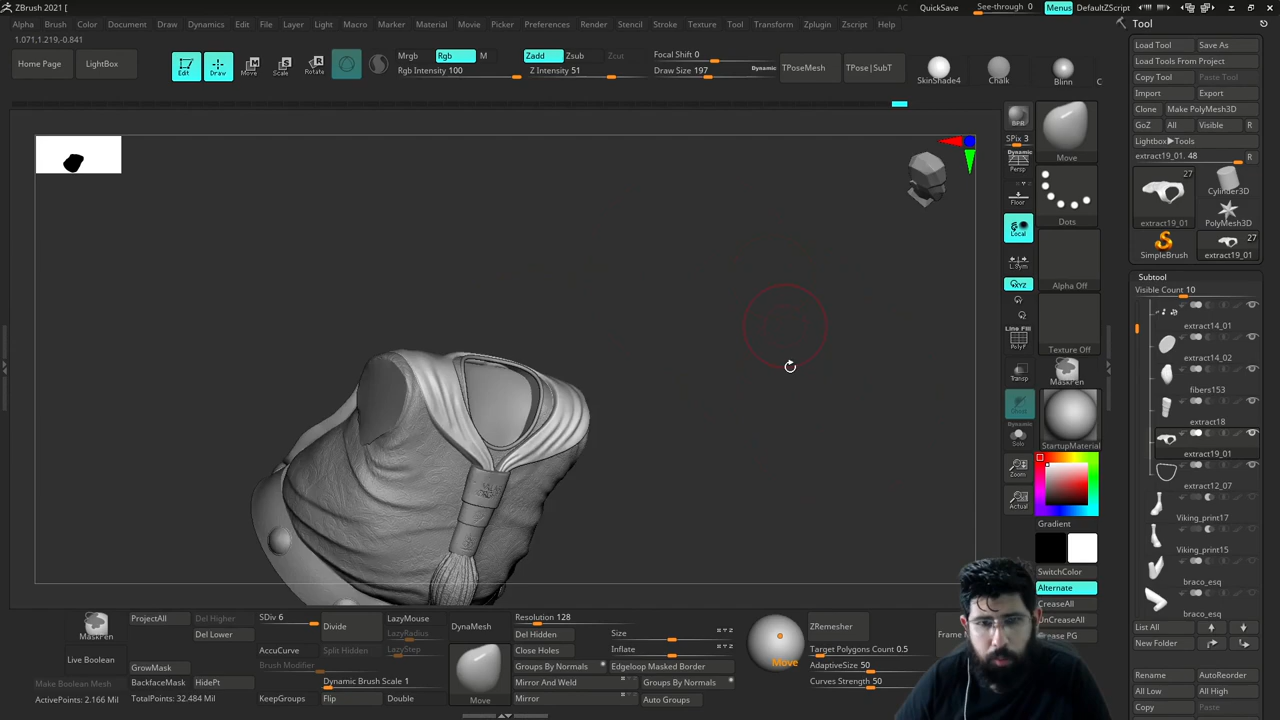 ZBrush 2021 [
AC QuickSave See-through 0 Menus DefaultZScript
Alpha Brush Color Document Draw Dynamics Edit File Layer Light Macro Marker Material Movie Picker Preferences Render Stencil Stroke Texture Tool Transform Zplugin Zscript Help
1.071,1.219,-0.841
Home Page
LightBox
Edit
Draw
Move
Scale
Rotate
Mrgb Rgb M
Rgb Intensity 100
Zadd Zsub Zcut
Z Intensity 51
Focal Shift 0
Draw Size 197 Dynamic
TPoseMesh
TPose|SubT
SkinShade4
Chalk
Blinn
C
BPR
SPix 3
Dynamic
Persp
Floor
Local
L.Sym
XYZ
Line Fill
PolyF
Transp
Ghost
Solo
Zoom
Actual
Move
Dots
Alpha Off
Texture Off
MaskPen
StartupMaterial
Gradient
SwitchColor
Alternate
CreaseAll
UnCreaseAll
Crease PG
Tool
Load Tool Save As
Load Tools From Project
Copy Tool Paste Tool
Import Export
Clone Make PolyMesh3D
GoZ All Visible R
Lightbox▶Tools
extract19_01. 48 R
27
Cylinder3D
extract19_01 PolyMesh3D
27
SimpleBrush extract19_01
Subtool
Visible Count 10
extract14_01
extract14_02
fibers153
extract18
extract19_01
extract12_07
Viking_print17
Viking_print15
braco_esq
braco_esq
List All
New Folder
Rename AutoReorder
All Low All High
Copy Paste
MaskPen
Live Boolean
Make Boolean Mesh
ActivePoints: 2.166 Mil
ProjectAll
GrowMask
BackfaceMask
TotalPoints: 32.484 Mil
Del Higher
Del Lower
HidePt
SDiv 6
AccuCurve
Brush Modifier
Dynamic Brush Scale 1
KeepGroups Flip
Divide
Split Hidden
Double
LazyMouse
LazyRadius
LazyStep
DynaMesh
Move
Resolution 128
Del Hidden
Close Holes
Groups By Normals
Mirror And Weld
Mirror
Size
Inflate
Edgeloop Masked Border
Groups By Normals
Auto Groups
Move
ZRemesher
Target Polygons Count 0.5
AdaptiveSize 50
Curves Strength 50
Frame M